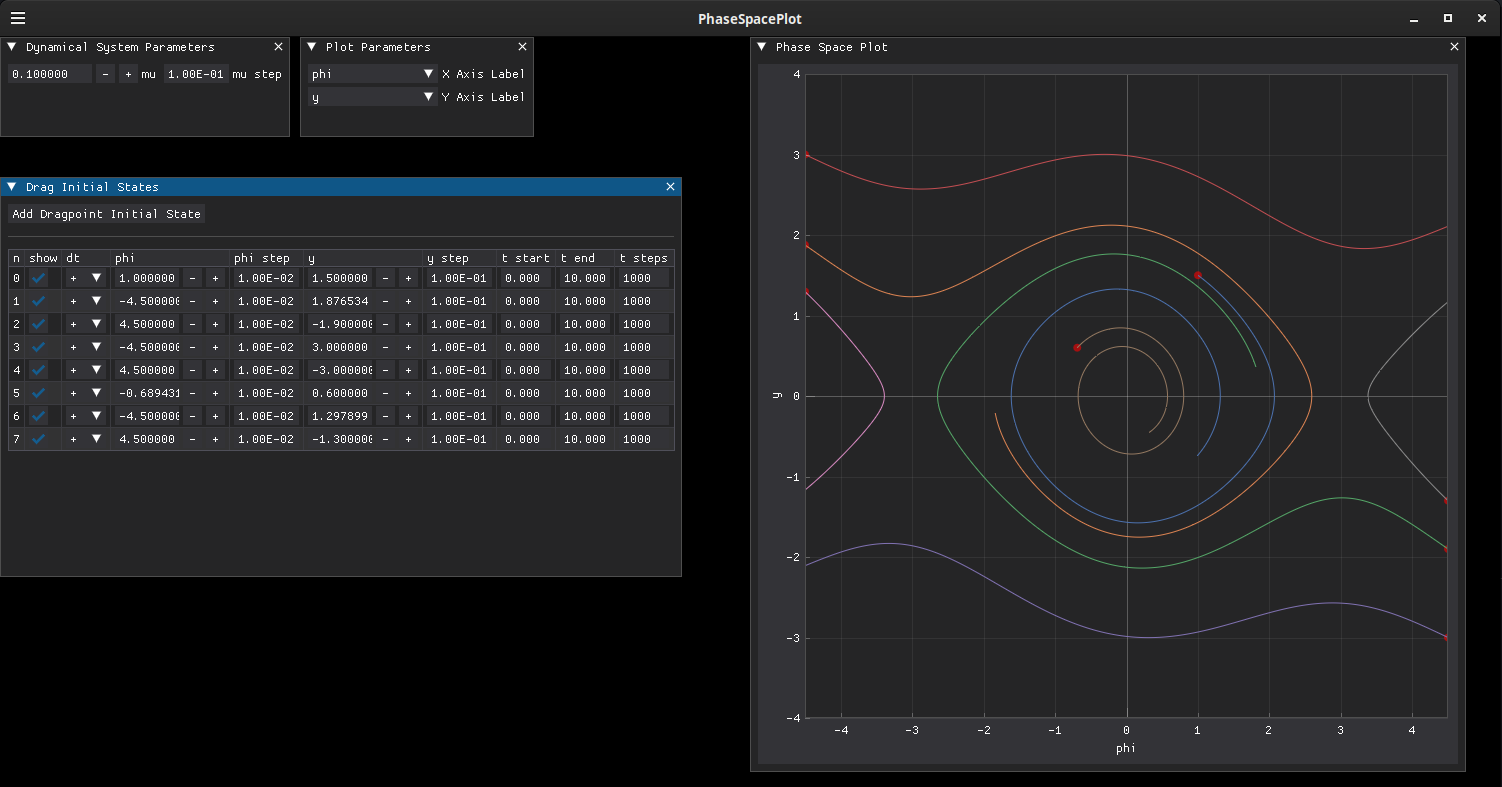 PhaseSpacePlot
Dynamical System Parameters
0.100000 - + mu 1.00E-01 mu step
Plot Parameters
phi X Axis Label
y Y Axis Label
Drag Initial States
Add Dragpoint Initial State
n show dt phi phi step y y step t start t end t steps
0 + 1.000000 - + 1.00E-02 1.500000 - + 1.00E-01 0.000 10.000 1000
1 + -4.500000 - + 1.00E-02 1.876534 - + 1.00E-01 0.000 10.000 1000
2 + 4.500000 - + 1.00E-02 -1.900000 - + 1.00E-01 0.000 10.000 1000
3 + -4.500000 - + 1.00E-02 3.000000 - + 1.00E-01 0.000 10.000 1000
4 + 4.500000 - + 1.00E-02 -3.000000 - + 1.00E-01 0.000 10.000 1000
5 + -0.689431 - + 1.00E-02 0.600000 - + 1.00E-01 0.000 10.000 1000
6 + -4.500000 - + 1.00E-02 1.297899 - + 1.00E-01 0.000 10.000 1000
7 + 4.500000 - + 1.00E-02 -1.300000 - + 1.00E-01 0.000 10.000 1000
Phase Space Plot
4
3
2
1
0
-1
-2
-3
-4
y
-4 -3 -2 -1 0 1 2 3 4
phi